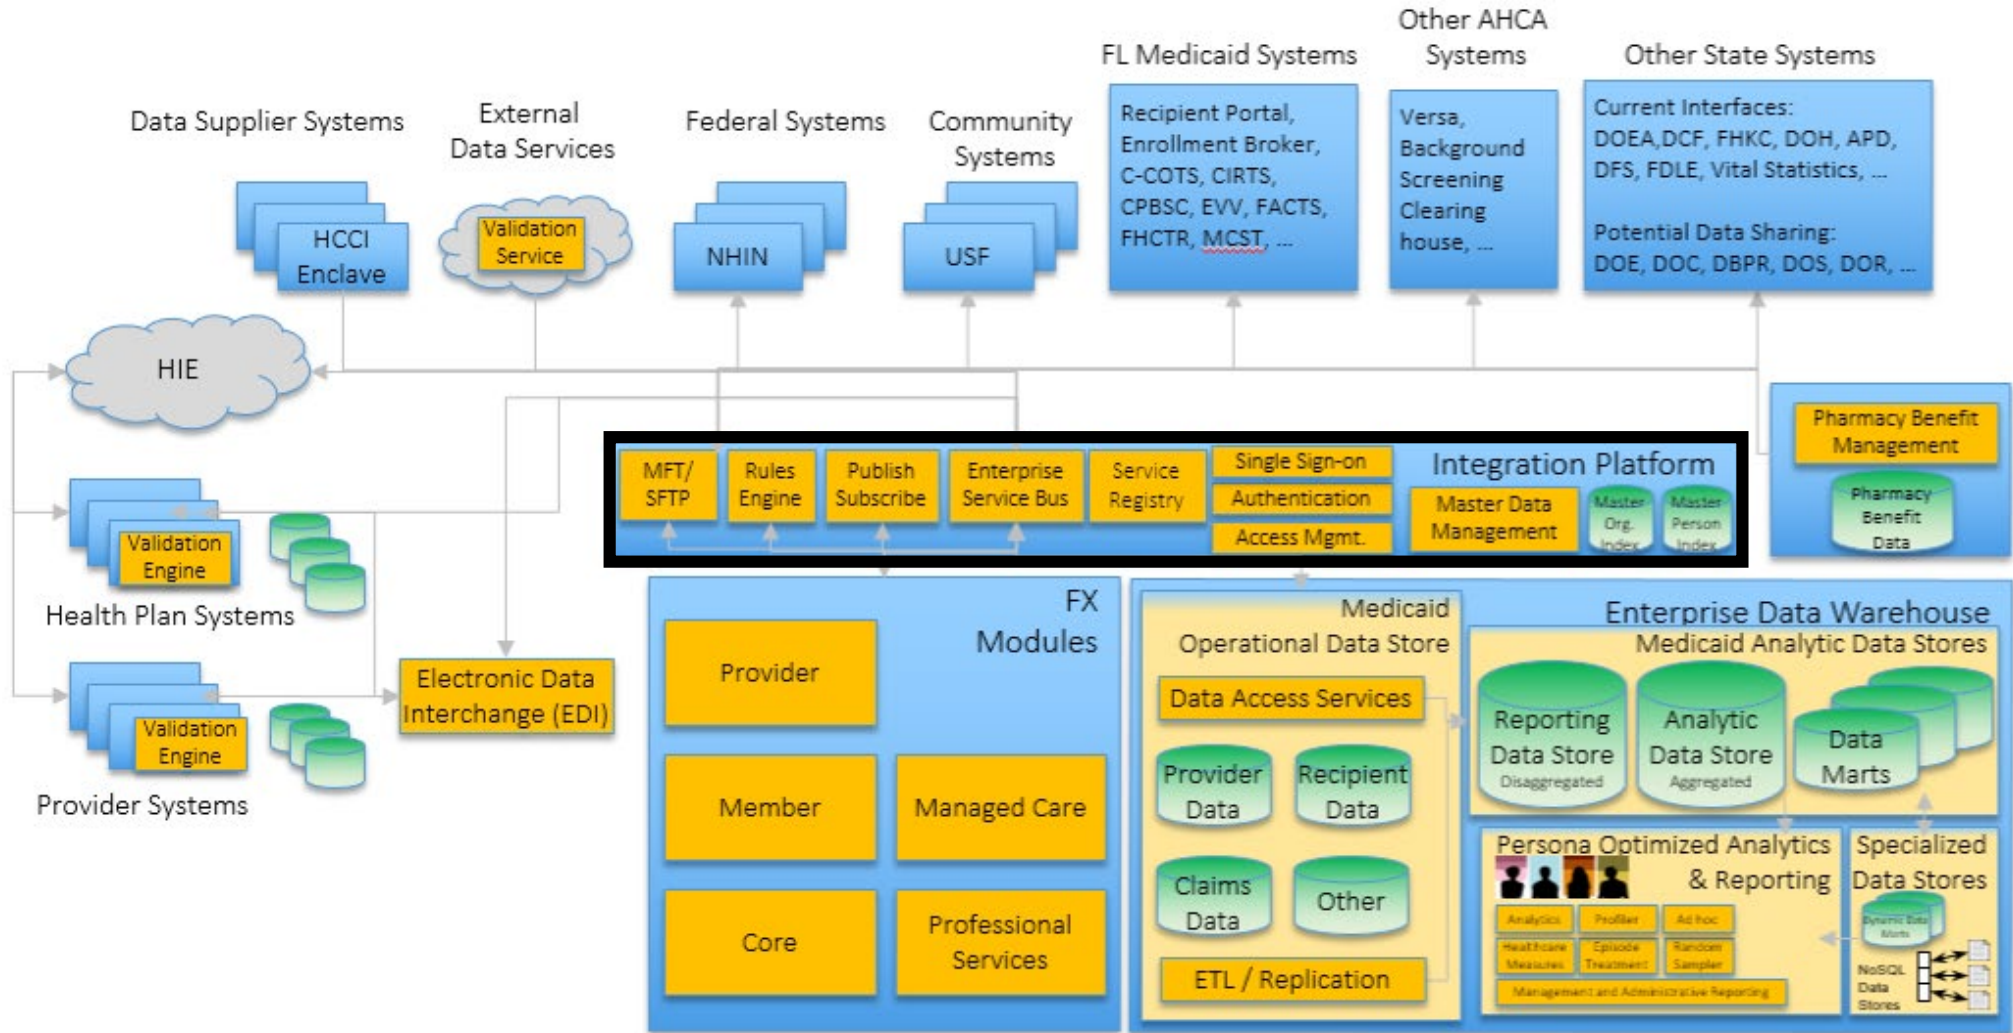 Other AHCA
Systems
FL Medicaid Systems
Other State Systems
Data Supplier Systems
External
Data Services
Federal Systems
Community
Systems
Recipient Portal,
Enrollment Broker,
C-COTS, CIRTS,
CPBSC, EVV, FACTS,
FHCTR, MCST, ...
Versa,
Background
Screening
Clearing
house, ...
Current Interfaces:
DOEA,DCF, FHKC, DOH, APD,
DFS, FDLE, Vital Statistics, ...
Potential Data Sharing:
DOE, DOC, DBPR, DOS, DOR, ...
HCCI
Enclave
Validation
Service
NHIN
USF
HIE
Pharmacy Benefit
Management
Pharmacy
Benefit
Data
MFT/
SFTP
Rules
Engine
Publish
Subscribe
Enterprise
Service Bus
Service
Registry
Single Sign-on
Authentication
Access Mgmt.
Integration Platform
Master Data
Management
Master
Org.
Index
Master
Person
Index
Validation
Engine
Health Plan Systems
Validation
Engine
Provider Systems
Electronic Data
Interchange (EDI)
FX
Modules
Provider
Member
Managed Care
Core
Professional
Services
Medicaid
Operational Data Store
Data Access Services
Provider
Data
Recipient
Data
Claims
Data
Other
ETL / Replication
Enterprise Data Warehouse
Medicaid Analytic Data Stores
Reporting
Data Store
Disaggregated
Analytic
Data Store
Aggregated
Data
Marts
Persona Optimized Analytics
& Reporting
Analytics
Profiler
Ad hoc
Healthcare
Measures
Episode
Treatment
Random
Sampler
Management and Administrative Reporting
Specialized
Data Stores
Dynamic Data
Marts
NoSQL
Data
Stores